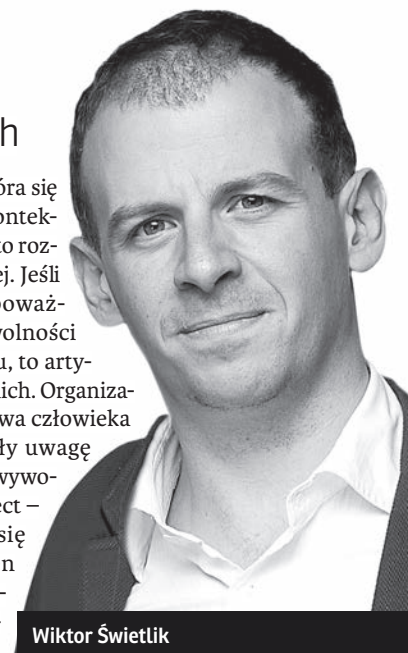 h
óra się
ontek-
to roz-
ej. Jeśli
poważ-
wolności
u, to arty-
ich. Organiza-
wa człowieka
ły uwagę
wywo-
ect –
się
n
-
Wiktor Świetlik